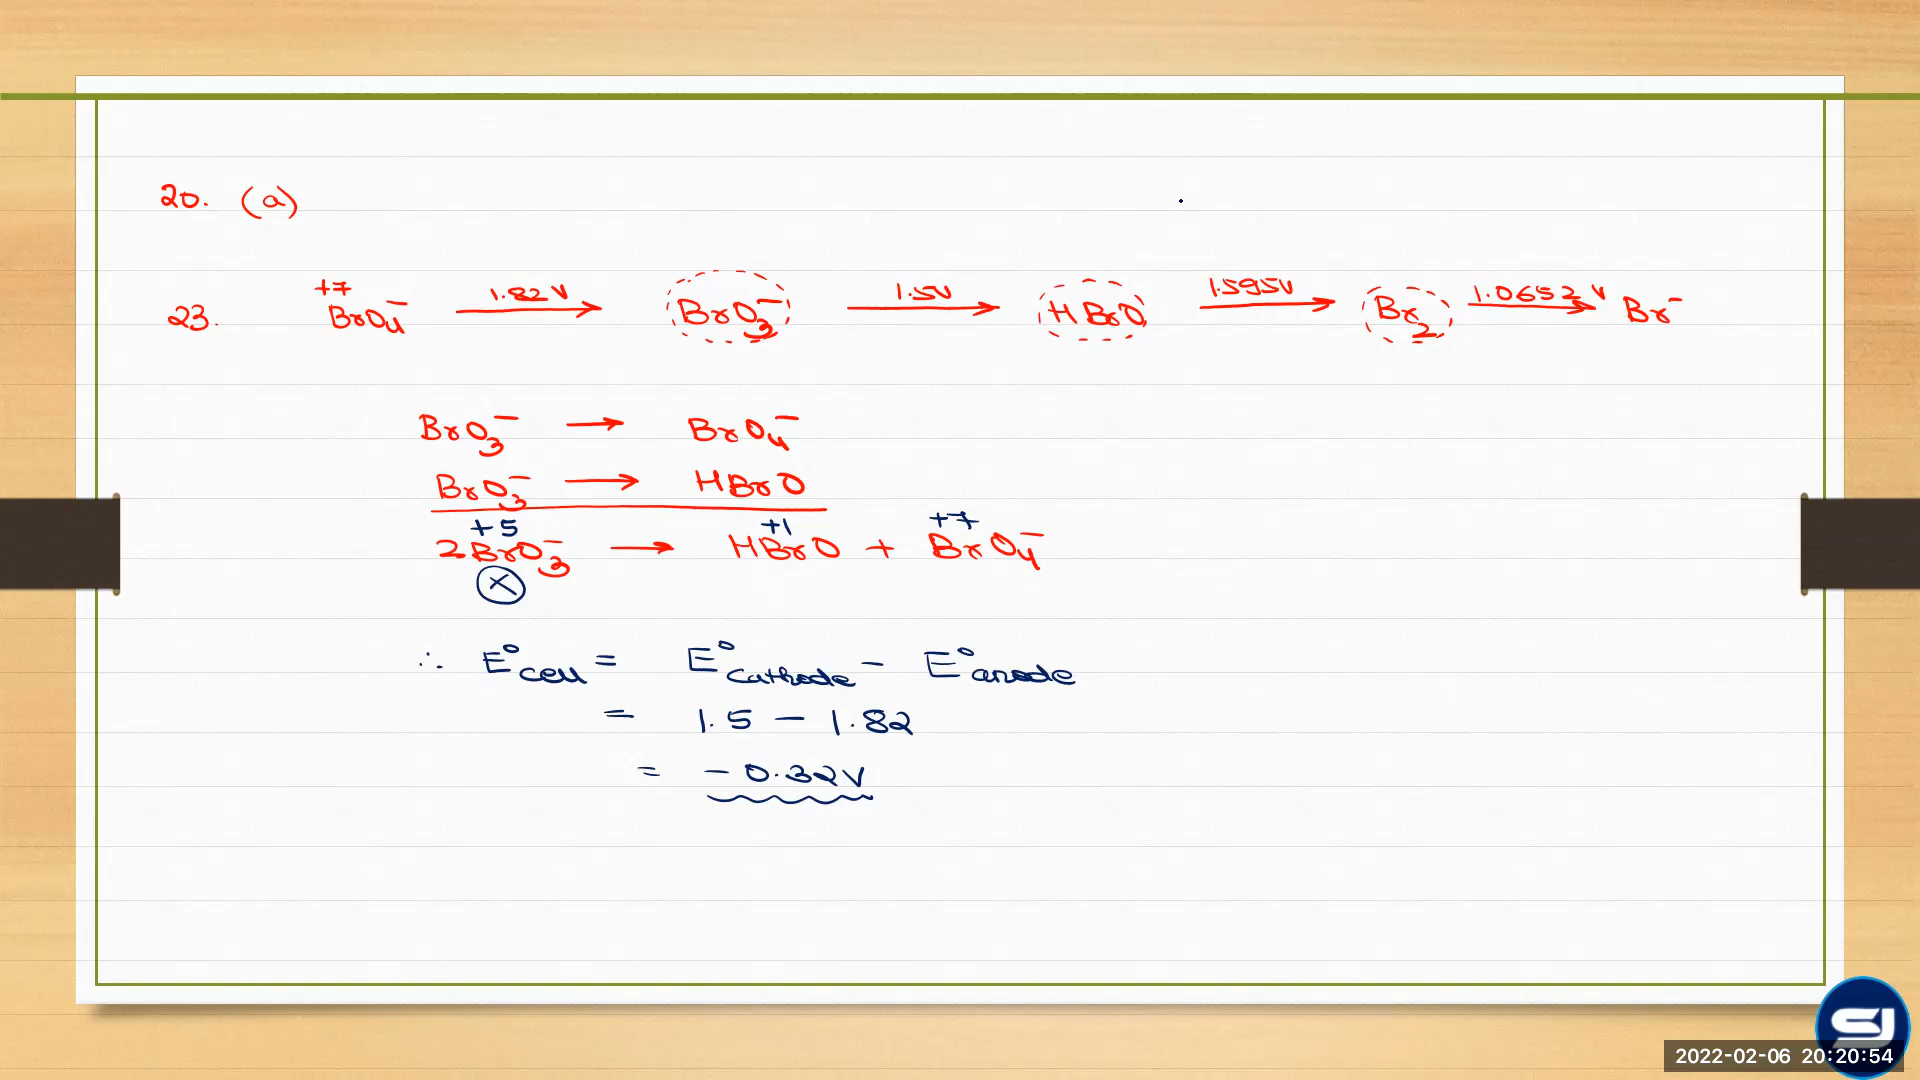 20. (a)
23. +7 BrO₄⁻ —1.82V→ BrO₃⁻ —1.5V→ HBrO —1.595V→ Br₂ —1.0652V→ Br⁻
BrO₃⁻ → BrO₄⁻
BrO₃⁻ → HBrO
+5 +1 +7
2BrO₃⁻ → HBrO + BrO₄⁻
×
∴ E°cell = E°cathode − E°anode
= 1.5 − 1.82
= −0.32V
SJ
2022-02-06 20:20:54